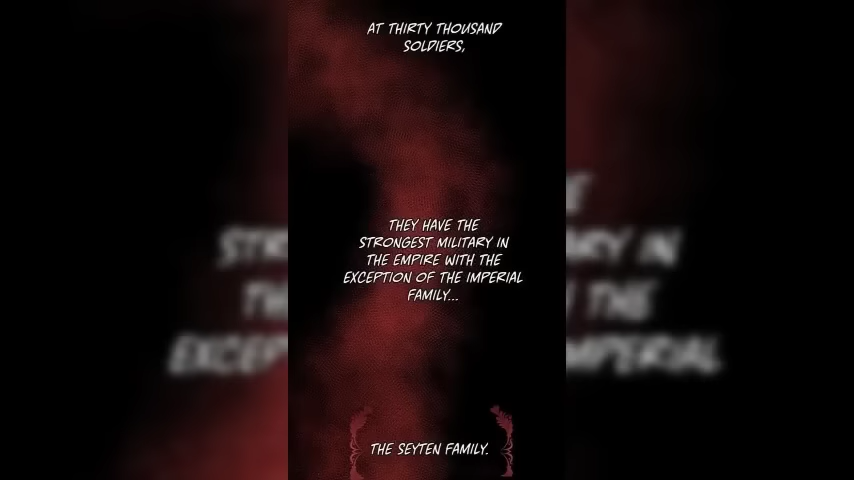 AT THIRTY THOUSAND
SOLDIERS,
THEY HAVE THE
STRONGEST MILITARY IN
THE EMPIRE WITH THE
EXCEPTION OF THE IMPERIAL
FAMILY...
THE SEYTEN FAMILY.